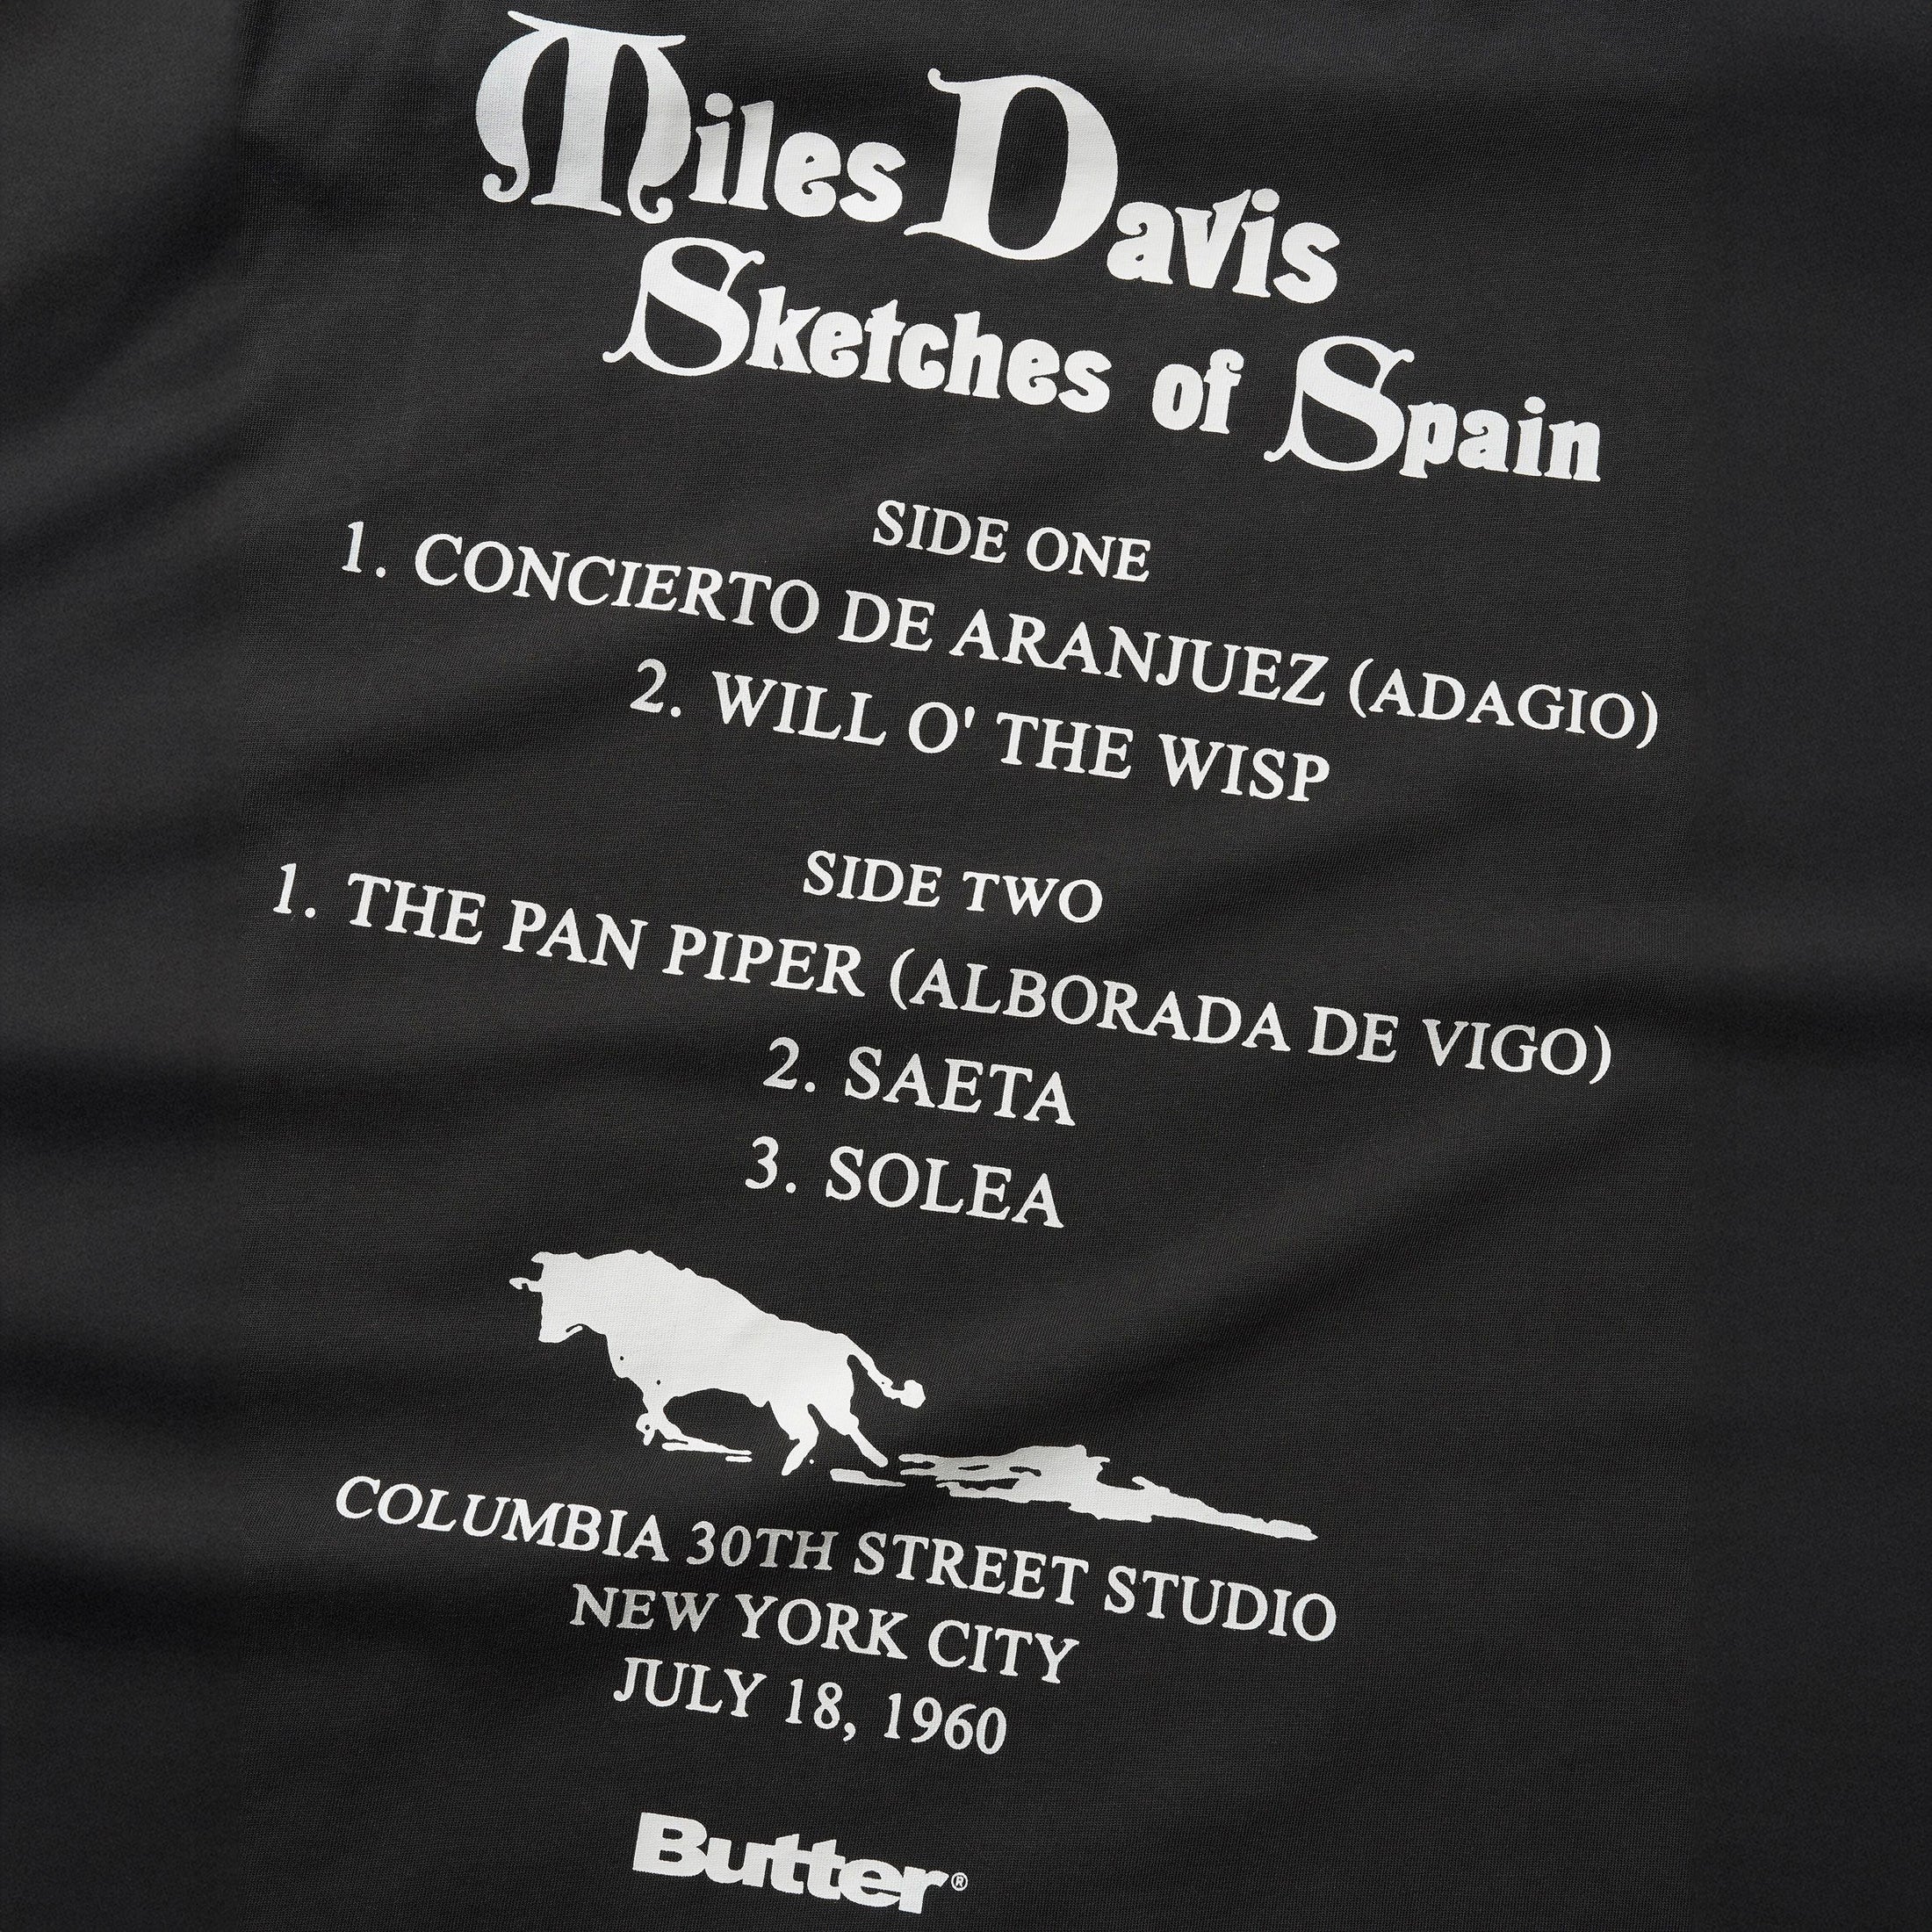 Miles Davis
Sketches of Spain
SIDE ONE
1. CONCIERTO DE ARANJUEZ (ADAGIO)
2. WILL O' THE WISP
SIDE TWO
1. THE PAN PIPER (ALBORADA DE VIGO)
2. SAETA
3. SOLEA
COLUMBIA 30TH STREET STUDIO
NEW YORK CITY
JULY 18, 1960
Butter®